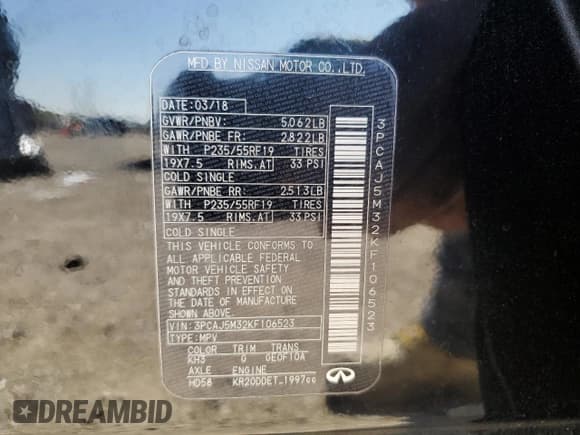 MFD BY NISSAN MOTOR CO.,LTD.
DATE:03/18
GVWR/PNBV: 5,062LB
GAWR/PNBE FR: 2,822LB
WITH P235/55RF19 TIRES
19X7.5 RIMS.AT 33 PSI
COLD SINGLE
GAWR/PNBE RR: 2,513LB
WITH P235/55RF19 TIRES
19X7.5 RIMS.AT 33 PSI
COLD SINGLE
THIS VEHICLE CONFORMS TO
ALL APPLICABLE FEDERAL
MOTOR VEHICLE SAFETY
AND THEFT PREVENTION
STANDARDS IN EFFECT ON
THE DATE OF MANUFACTURE
SHOWN ABOVE.
VIN: 3PCAJ5M32KF106523
TYPE: MPV
COLOR TRIM TRANS
KH3 G 0E0F10A
AXLE ENGINE
HD58 KR20DDET_1997cc
INFINITI
3PCAJ5M32KF106523